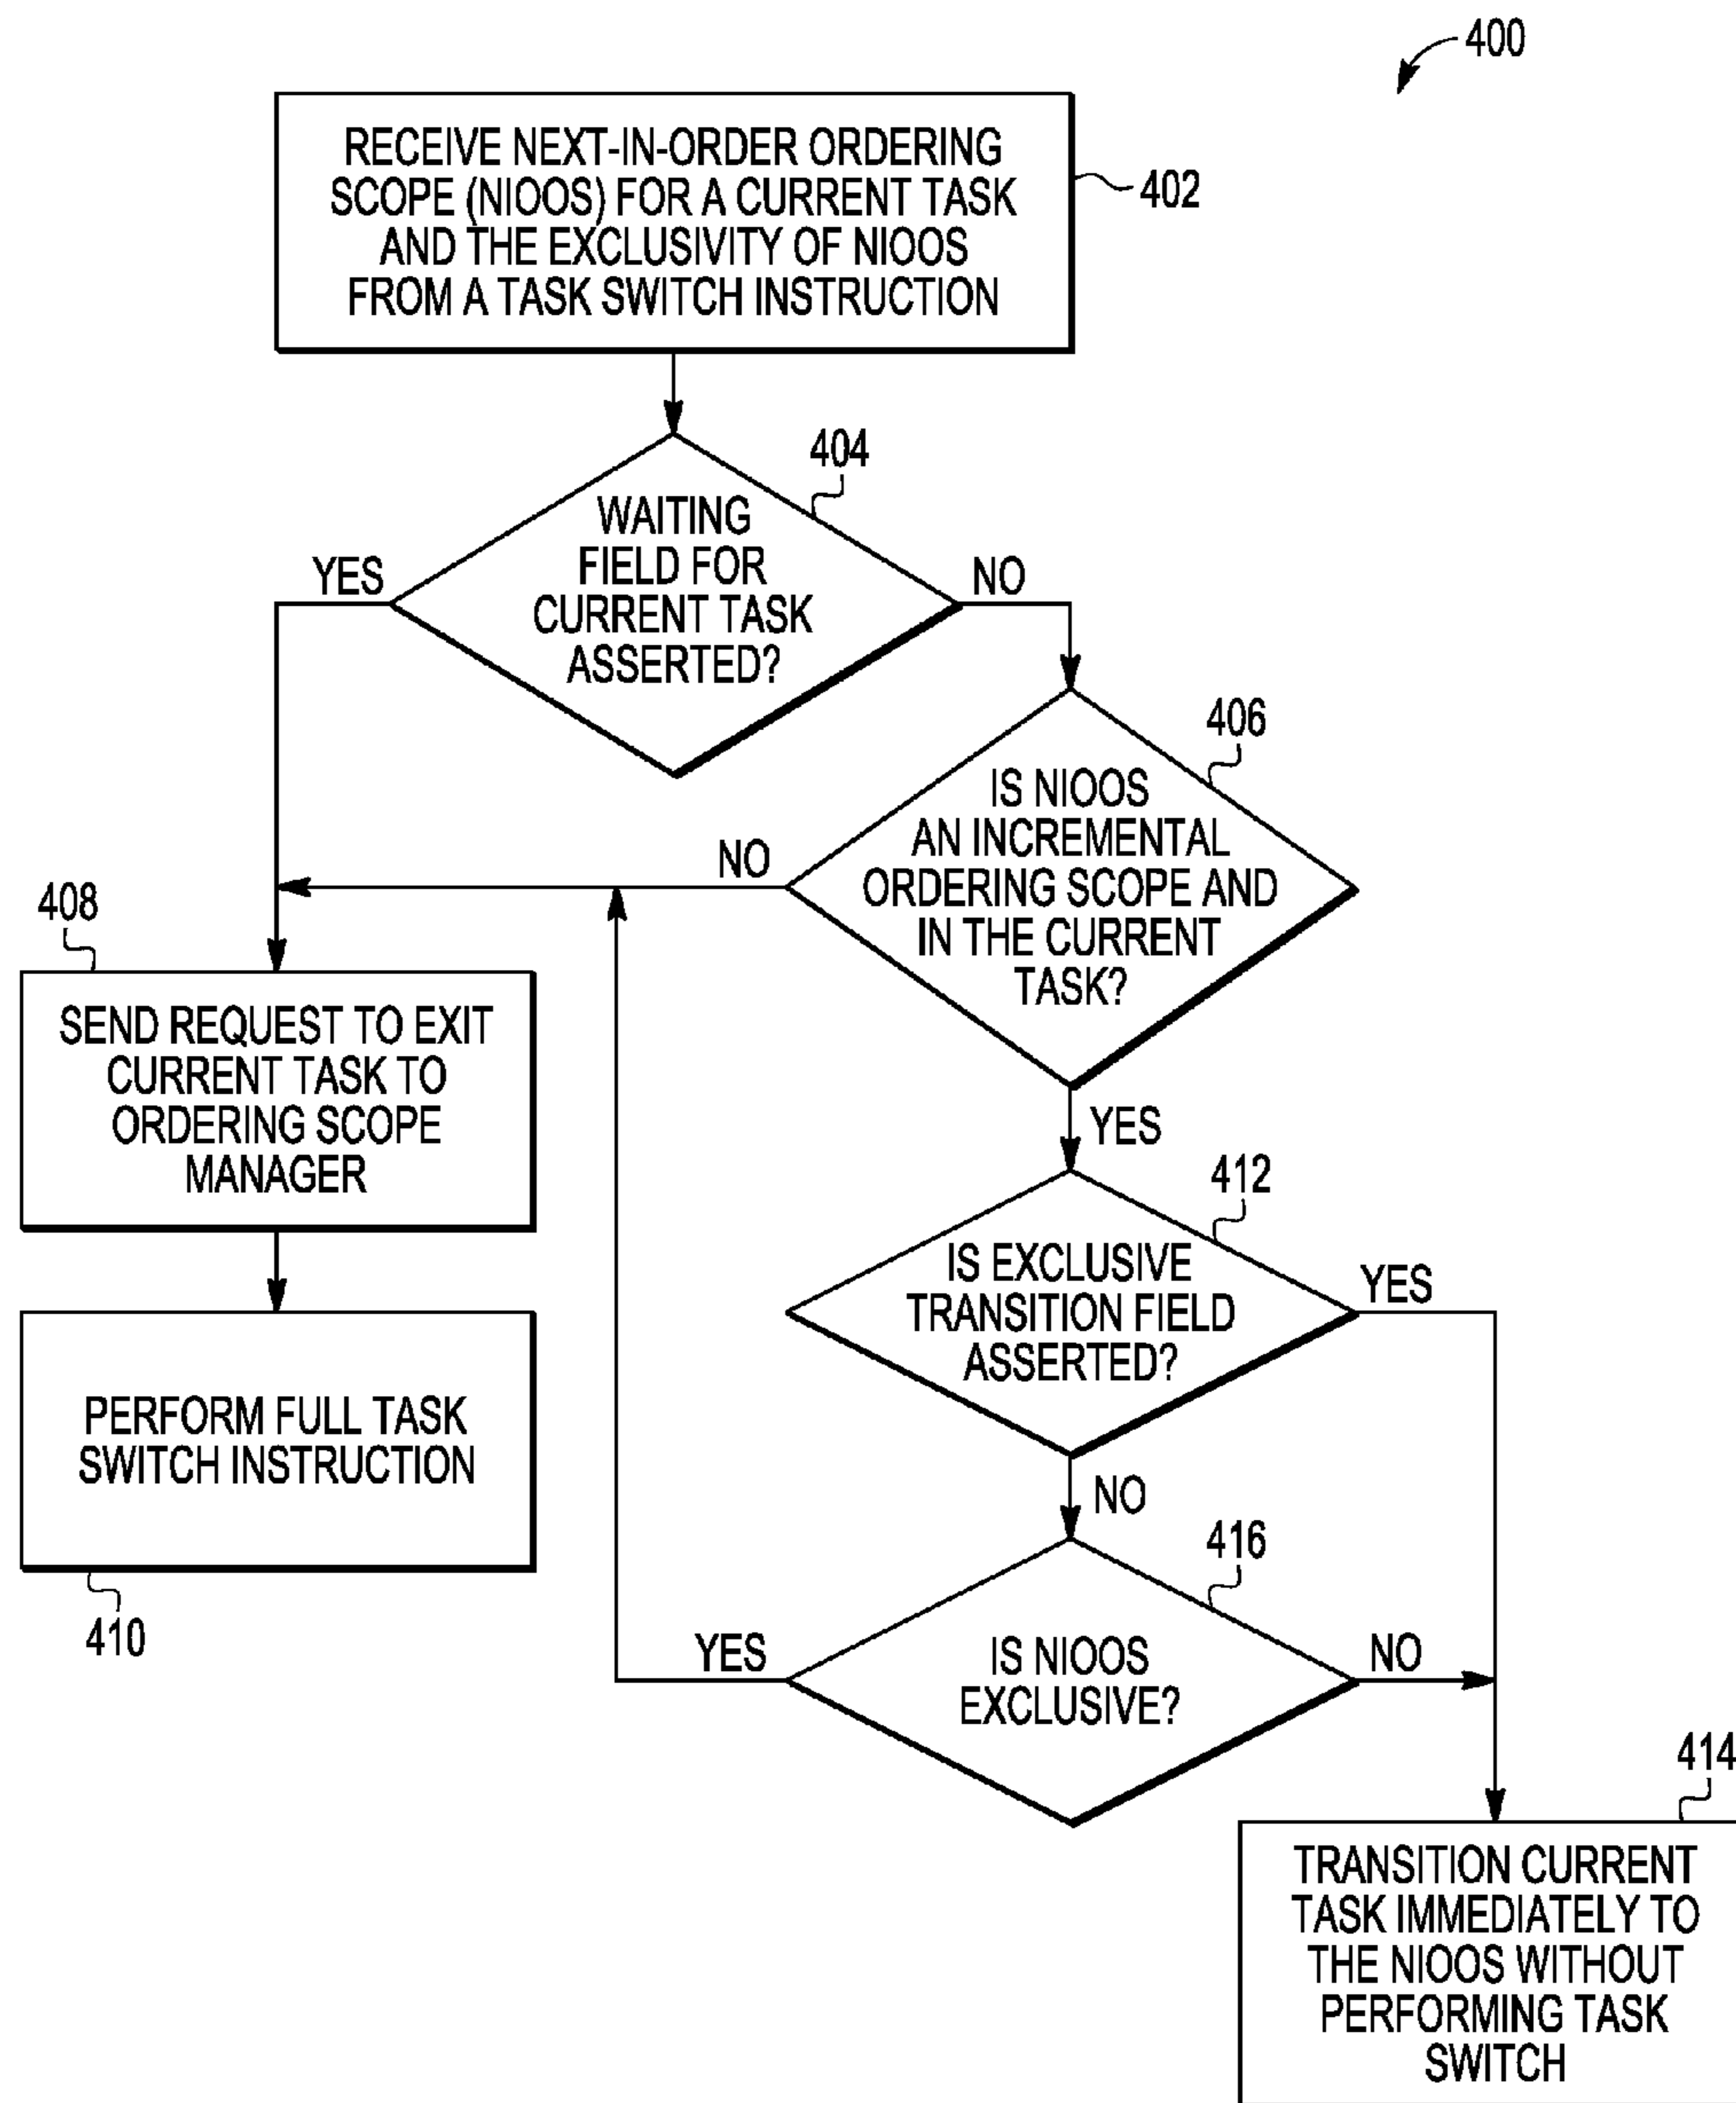 400
RECEIVE NEXT-IN-ORDER ORDERING
SCOPE (NIOOS) FOR A CURRENT TASK
AND THE EXCLUSIVITY OF NIOOS
FROM A TASK SWITCH INSTRUCTION
402
404
WAITING
FIELD FOR
CURRENT TASK
ASSERTED?
YES
NO
406
IS NIOOS
AN INCREMENTAL
ORDERING SCOPE AND
IN THE CURRENT
TASK?
NO
YES
408
SEND REQUEST TO EXIT
CURRENT TASK TO
ORDERING SCOPE
MANAGER
PERFORM FULL TASK
SWITCH INSTRUCTION
410
412
IS EXCLUSIVE
TRANSITION FIELD
ASSERTED?
YES
NO
416
IS NIOOS
EXCLUSIVE?
YES
NO
414
TRANSITION CURRENT
TASK IMMEDIATELY TO
THE NIOOS WITHOUT
PERFORMING TASK
SWITCH